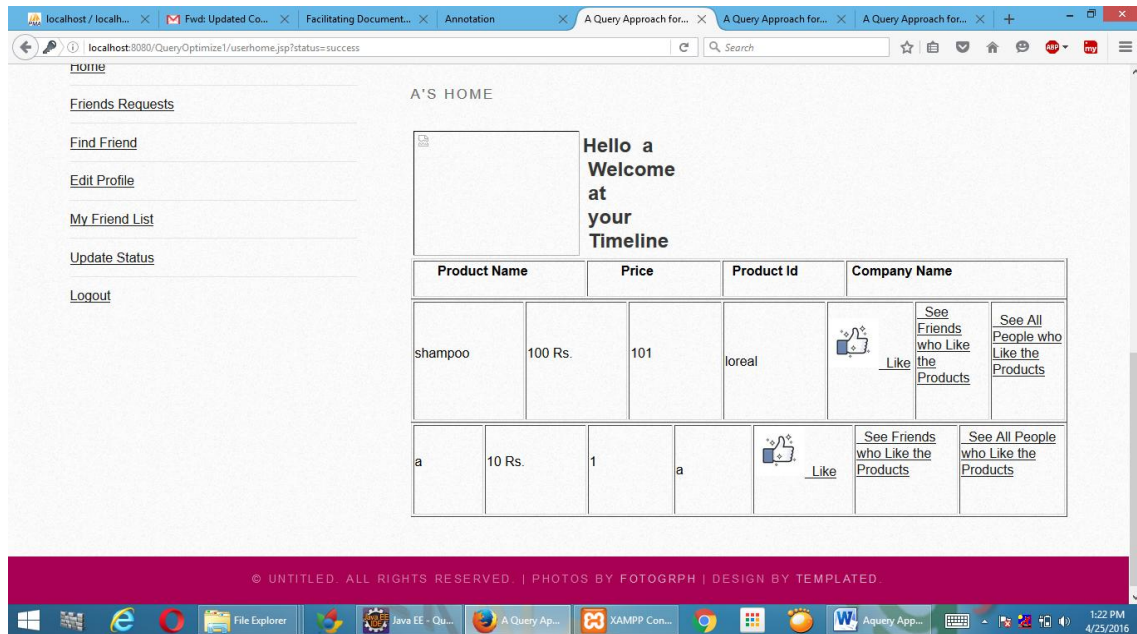 localhost / localh...
Fwd: Updated Co...
Facilitating Document...
Annotation
A Query Approach for...
A Query Approach for...
A Query Approach for...
localhost:8080/QueryOptimize1/userhome.jsp?status=success
Search
ABP
my
Home
Friends Requests
Find Friend
Edit Profile
My Friend List
Update Status
Logout
A'S HOME
Hello a
Welcome
at
your
Timeline
Product Name Price Product Id Company Name
shampoo 100 Rs. 101 loreal Like
See
Friends
who Like
the
Products
See All
People who
Like the
Products
a 10 Rs. 1 a Like
See Friends
who Like the
Products
See All People
who Like the
Products
© UNTITLED. ALL RIGHTS RESERVED. | PHOTOS BY FOTOGRPH | DESIGN BY TEMPLATED.
File Explorer
Java EE - Qu...
A Query Ap...
XAMPP Con...
Aquery App...
1:22 PM
4/25/2016